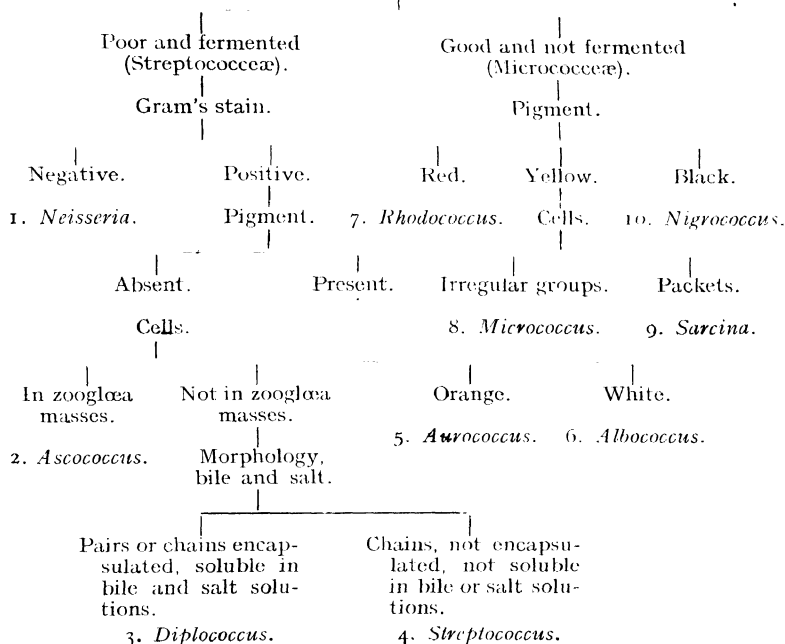 Poor and fermented
(Streptococceæ).
Good and not fermented
(Micrococceæ).
Gram's stain.
Pigment.
Negative.
Positive.
Red.
Yellow.
Black.
1. Neisseria.
Pigment.
7. Rhodococcus.
Cells.
10. Nigrococcus.
Absent.
Present.
Irregular groups.
Packets.
Cells.
8. Micrococcus.
9. Sarcina.
In zooglœa
masses.
Not in zooglœa
masses.
Orange.
White.
2. Ascococcus.
Morphology,
bile and salt.
5. Aurococcus.
6. Albococcus.
Pairs or chains encap-
sulated, soluble in
bile and salt solu-
tions.
3. Diplococcus.
Chains, not encapsu-
lated, not soluble
in bile or salt solu-
tions.
4. Streptococcus.